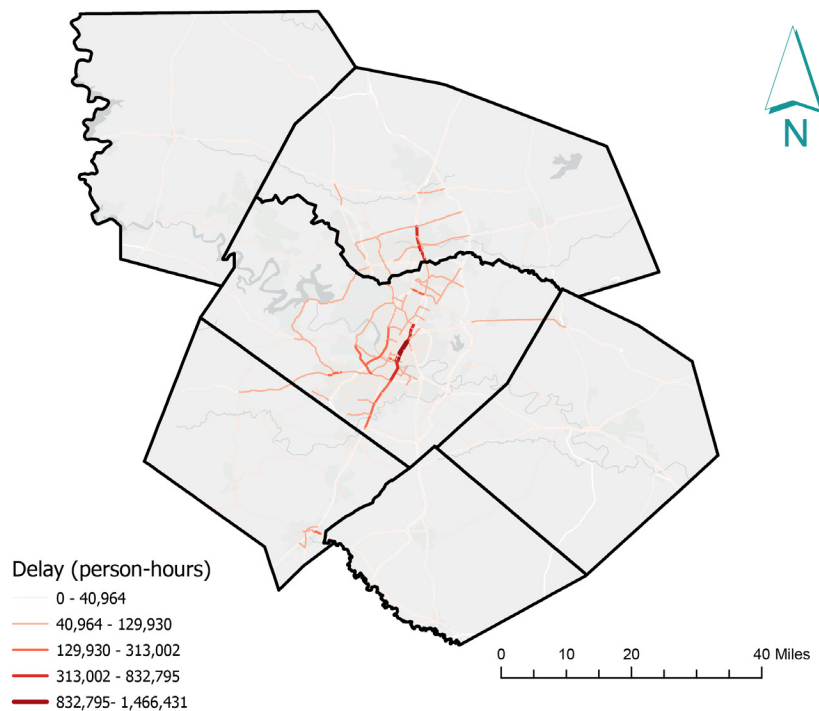 N
Delay (person-hours)
0 - 40,964
40,964 - 129,930
129,930 - 313,002
313,002 - 832,795
832,795- 1,466,431
0 10 20 40 Miles